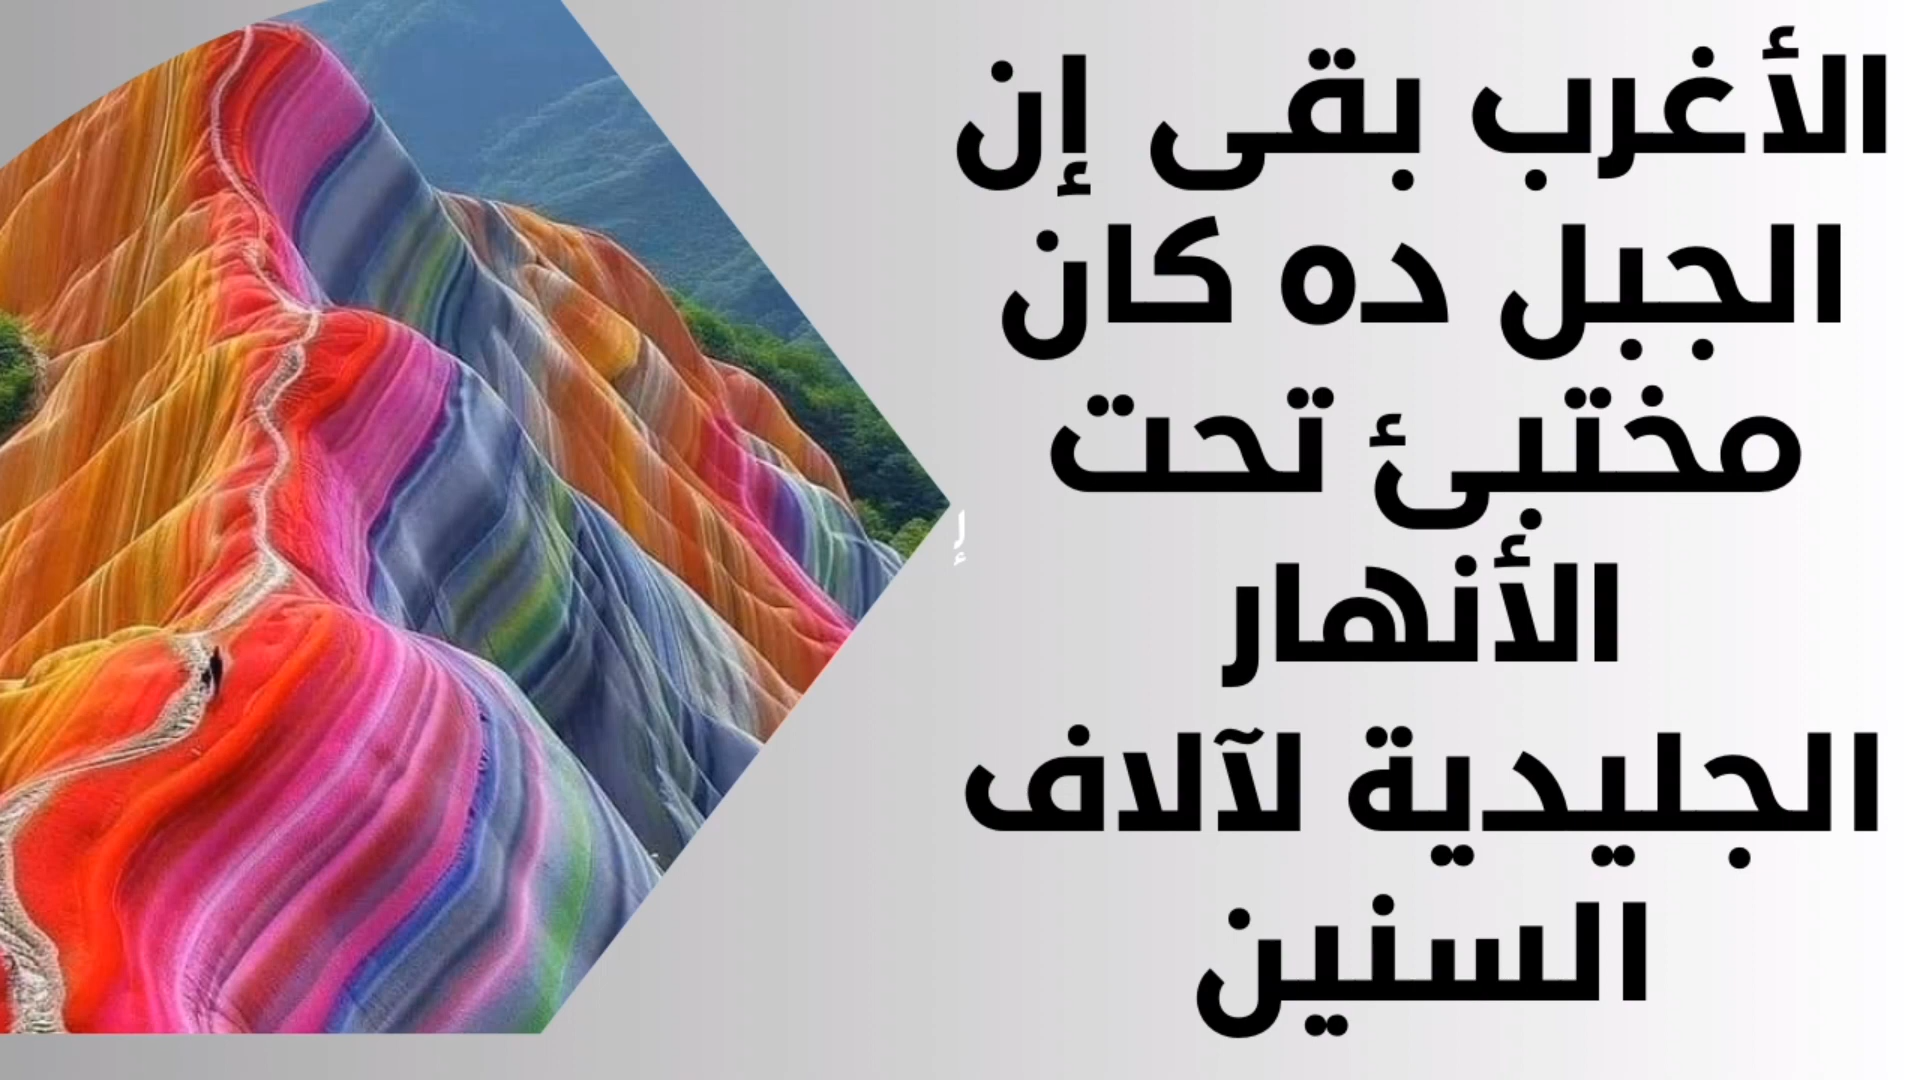 الأغرب بقى إن
الجبل ده كان
مختبئ تحت
الأنهار
الجليدية لآلاف
السنين
إ